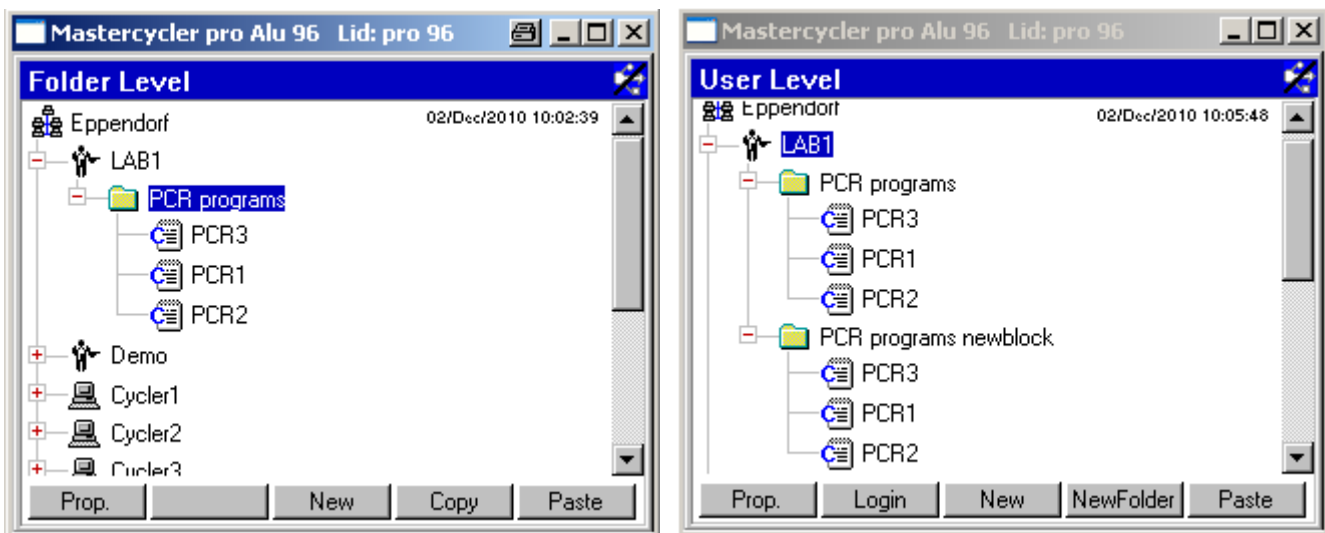 Mastercycler pro Alu 96 Lid: pro 96
Folder Level
Eppendorf
02/Dec/2010 10:02:39
LAB1
PCR programs
PCR3
PCR1
PCR2
Demo
Cycler1
Cycler2
Cycler3
Prop. New Copy Paste
Mastercycler pro Alu 96 Lid: pro 96
User Level
Eppendorf
02/Dec/2010 10:05:48
LAB1
PCR programs
PCR3
PCR1
PCR2
PCR programs newblock
PCR3
PCR1
PCR2
Prop. Login New NewFolder Paste